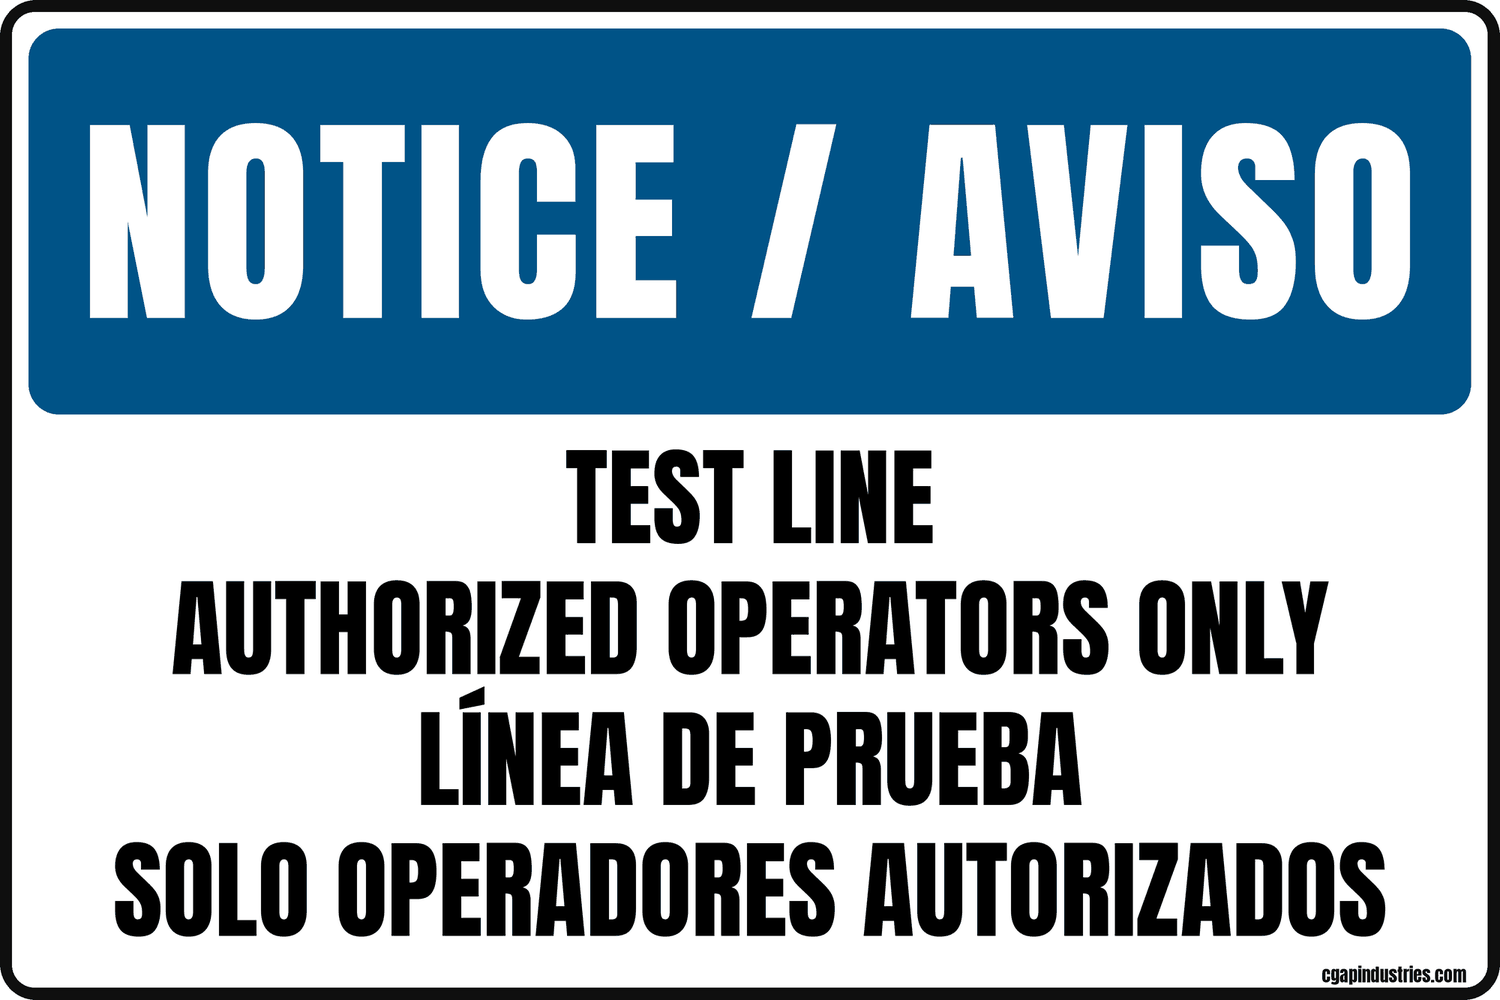 NOTICE / AVISO
TEST LINE
AUTHORIZED OPERATORS ONLY
LÍNEA DE PRUEBA
SOLO OPERADORES AUTORIZADOS
cgapindustries.com